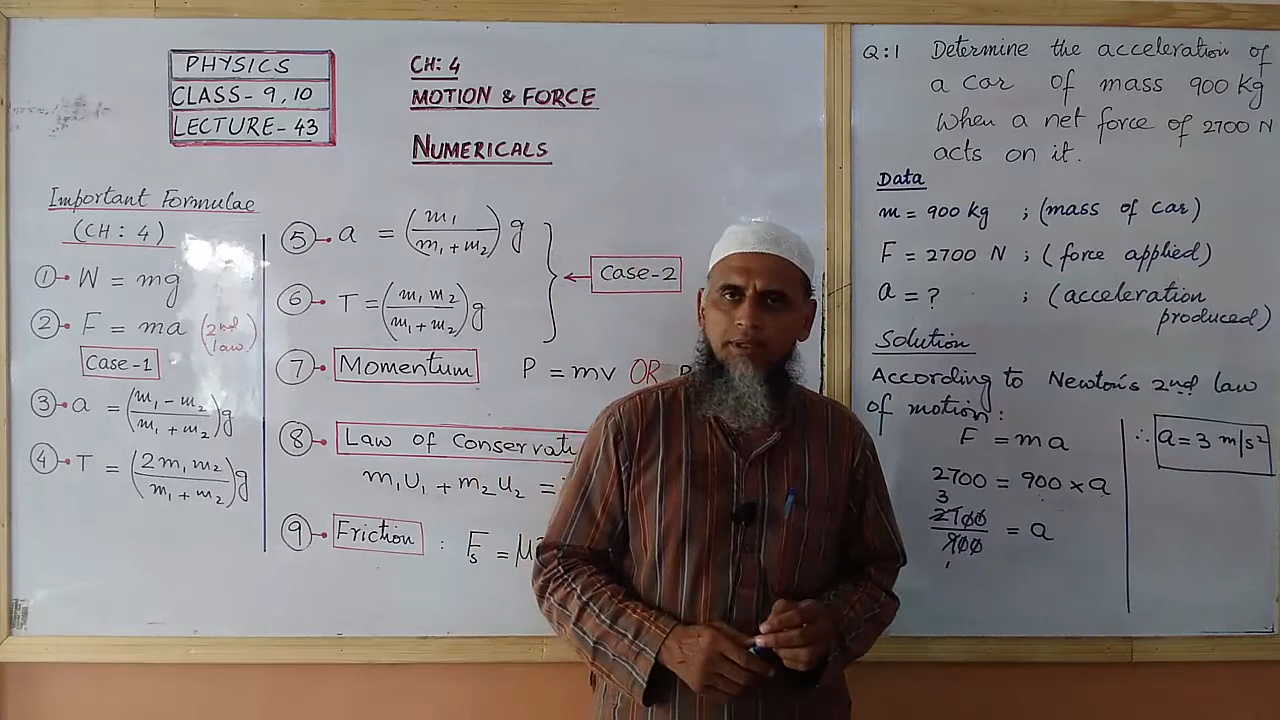 PHYSICS
CLASS-9,10
LECTURE-43
CH: 4
MOTION & FORCE
NUMERICALS
Important Formulae
(CH: 4)
① W = mg
② F = ma (2nd law)
Case-1
③ a = (m₁ - m₂ / m₁ + m₂) g
④ T = (2m₁m₂ / m₁ + m₂) g
⑤ a = (m₁ / m₁ + m₂) g
⑥ T = (m₁ m₂ / m₁ + m₂) g
Case-2
⑦ Momentum P = mv OR
⑧ Law of
m₁U₁ + m₂U₂ =
⑨ Friction : Fs =
Q:1 Determine the acceleration of
a car of mass 900 Kg
when a net force of 2700 N
acts on it.
Data
m = 900 kg ; (mass of car)
F = 2700 N ; (force applied)
a = ? ; (acceleration
produced)
Solution
According to Newton's 2nd law
of motion:
F = ma
2700 = 900 × a
3
2700 / 900 = a
1
∴ a = 3 m/s²